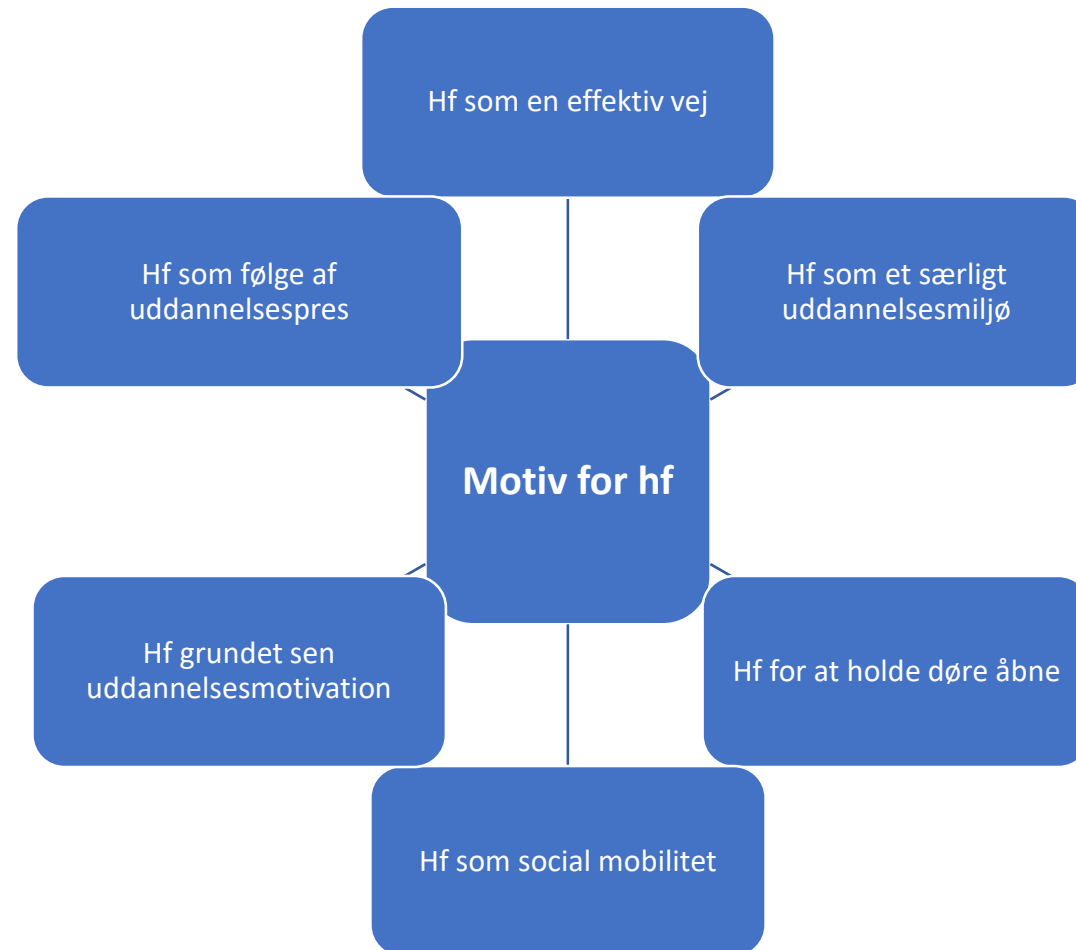 Hf som en effektiv vej
Hf som følge af
uddannelsespres
Hf som et særligt
uddannelsesmiljø
Motiv for hf
Hf grundet sen
uddannelsesmotivation
Hf for at holde døre åbne
Hf som social mobilitet